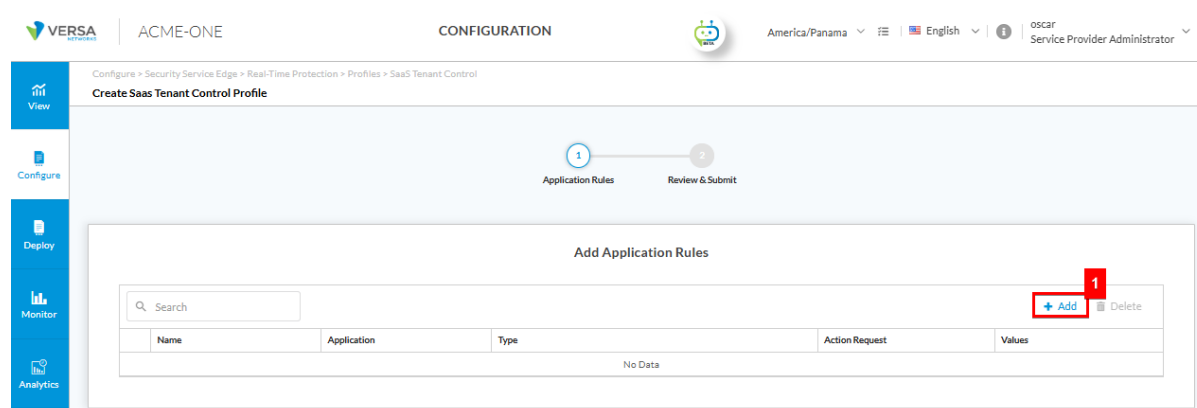 VERSA
NETWORKS
ACME-ONE
CONFIGURATION
BETA
America/Panama
English
oscar
Service Provider Administrator
Configure > Security Service Edge > Real-Time Protection > Profiles > SaaS Tenant Control
Create Saas Tenant Control Profile
View
Configure
Deploy
Monitor
Analytics
1
2
Application Rules
Review & Submit
Add Application Rules
1
Search
+ Add
Delete
Name
Application
Type
Action Request
Values
No Data